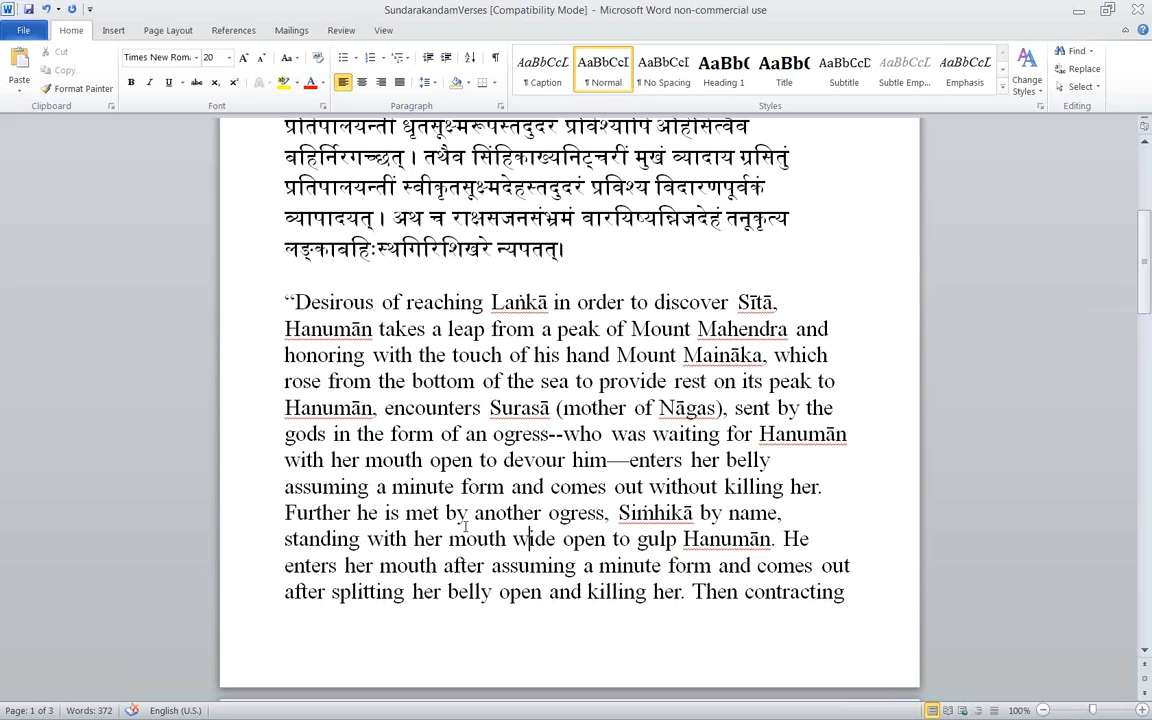 SundarakandamVerses [Compatibility Mode] – Microsoft Word non-commercial use
File Home Insert Page Layout References Mailings Review View
Cut
Copy
Format Painter
Paste
Times New Roman 20
AaBbCcL AaBbCcI AaBbCcI AaBb( AaBb( AaBbCcI AaBbCcL AaBbCcL
¶ Caption ¶ Normal ¶ No Spacing Heading 1 Title Subtitle Subtle Emp... Emphasis
Change Styles
Find
Replace
Select
Clipboard Font Paragraph Styles Editing
प्रतिपालयन्तीं धृतसूक्ष्मरूपस्तदुदरं प्रविश्यापि अहिंसित्वैव
बहिर्निरगच्छत् । तथैव सिंहिकाख्यनिट्चरीं मुखं व्यादाय ग्रसितुं
प्रतिपालयन्तीं स्वीकृतसूक्ष्मदेहस्तदुदरं प्रविश्य विदारणपूर्वकं
व्यापादयत् । अथ च राक्षसजनसंभ्रमं वारयिष्यन्निजदेहं तनूकृत्य
लङ्काबहिःस्थगिरिशिखरे न्यपतत्।
“Desirous of reaching Laṅkā in order to discover Sītā,
Hanumān takes a leap from a peak of Mount Mahendra and
honoring with the touch of his hand Mount Maināka, which
rose from the bottom of the sea to provide rest on its peak to
Hanumān, encounters Surasā (mother of Nāgas), sent by the
gods in the form of an ogress--who was waiting for Hanumān
with her mouth open to devour him—enters her belly
assuming a minute form and comes out without killing her.
Further he is met by another ogress, Siṁhikā by name,
standing with her mouth wide open to gulp Hanumān. He
enters her mouth after assuming a minute form and comes out
after splitting her belly open and killing her. Then contracting
Page: 1 of 3 Words: 372 English (U.S.) 100%